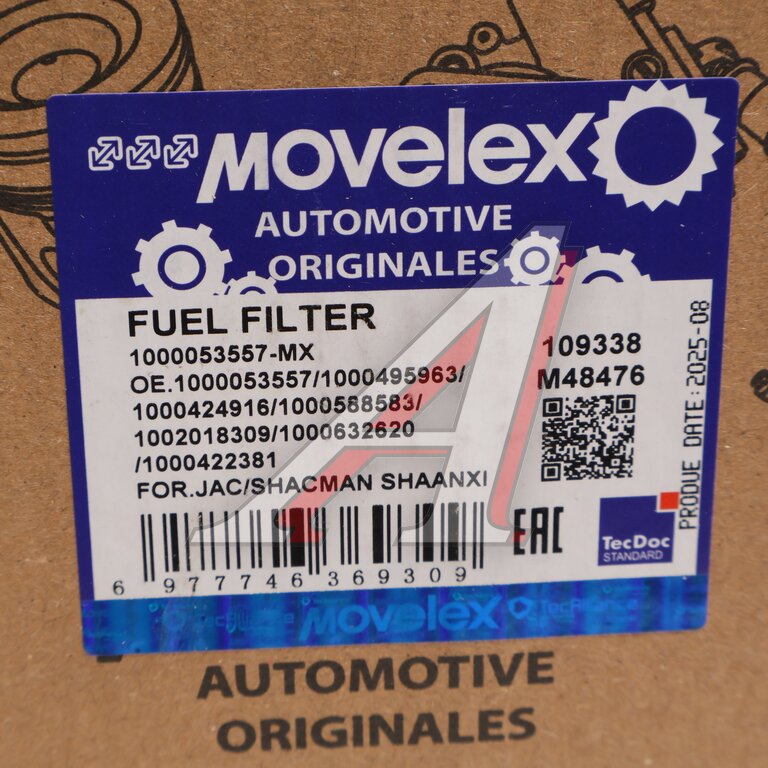 MOVELEX
AUTOMOTIVE
ORIGINALES
FUEL FILTER
1000053557-MX
OE.1000053557/1000495963/
1000424916/1000588583/
1002018309/1000632620
/1000422381
FOR.JAC/SHACMAN SHAANXI
6 977746 369309
109338
M48476
PRODUE DATE: 2025-08
EAC
TecDoc
STANDARD
MOVELEX
TecAlliance
AUTOMOTIVE
ORIGINALES